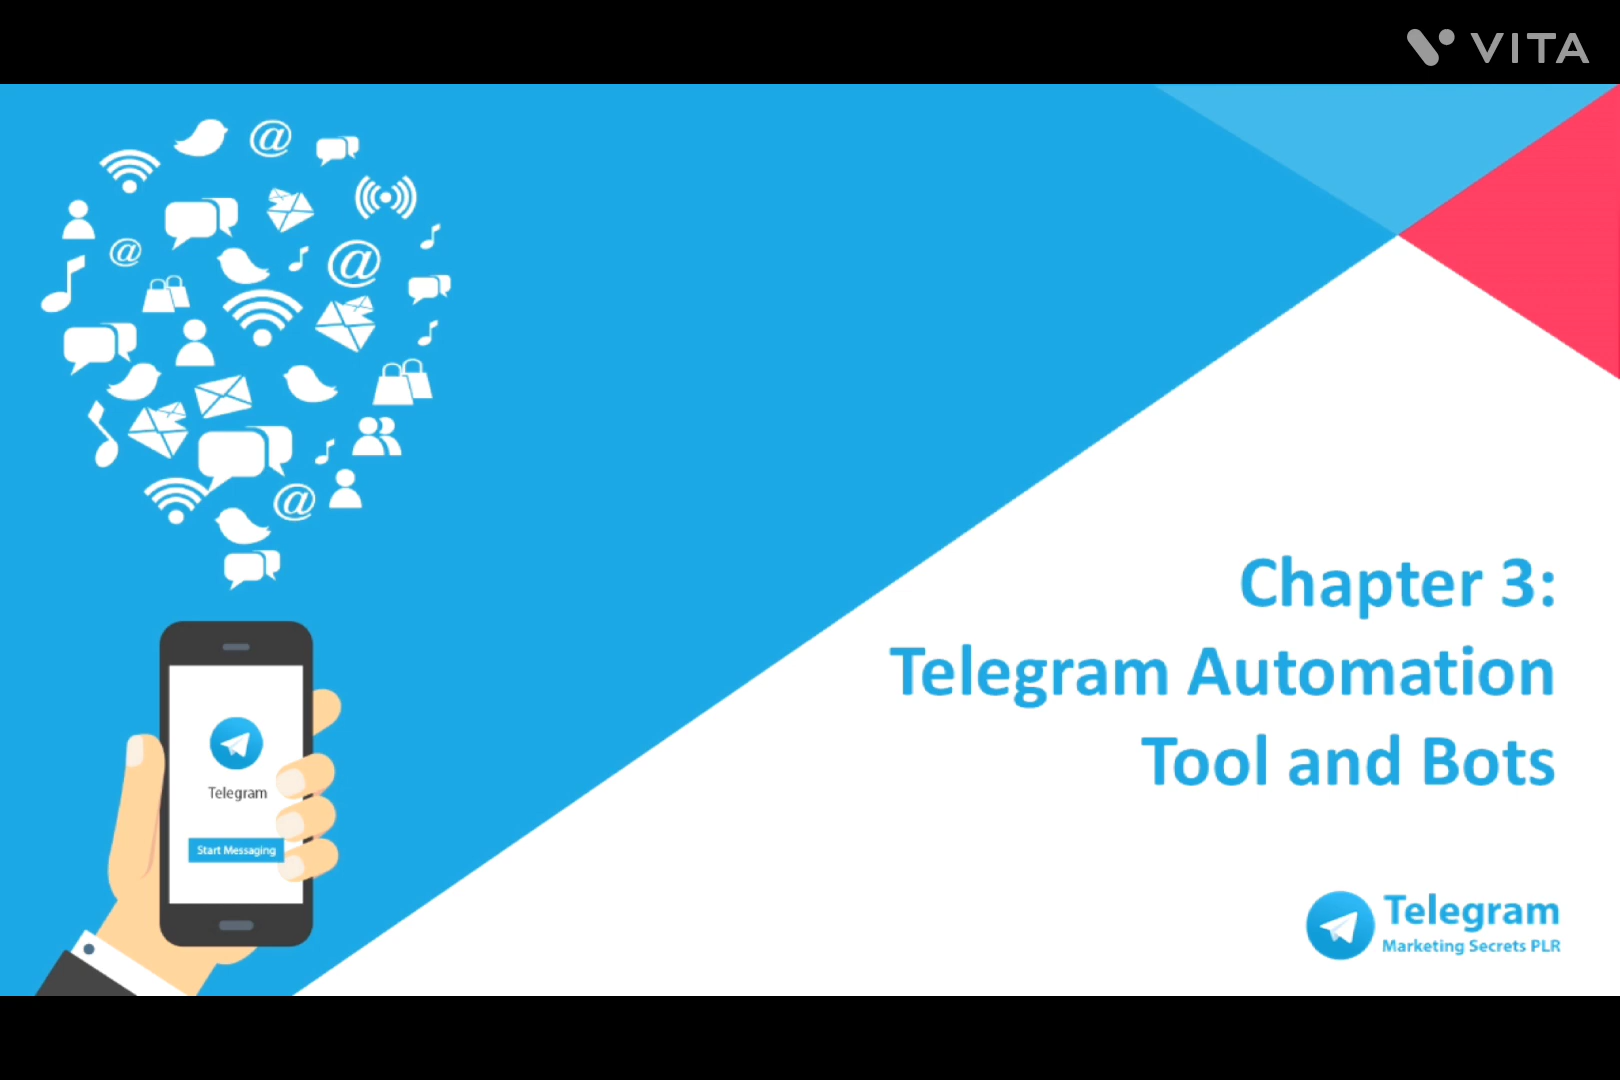 VITA
Chapter 3:
Telegram Automation
Tool and Bots
Telegram
Start Messaging
Telegram
Marketing Secrets PLR